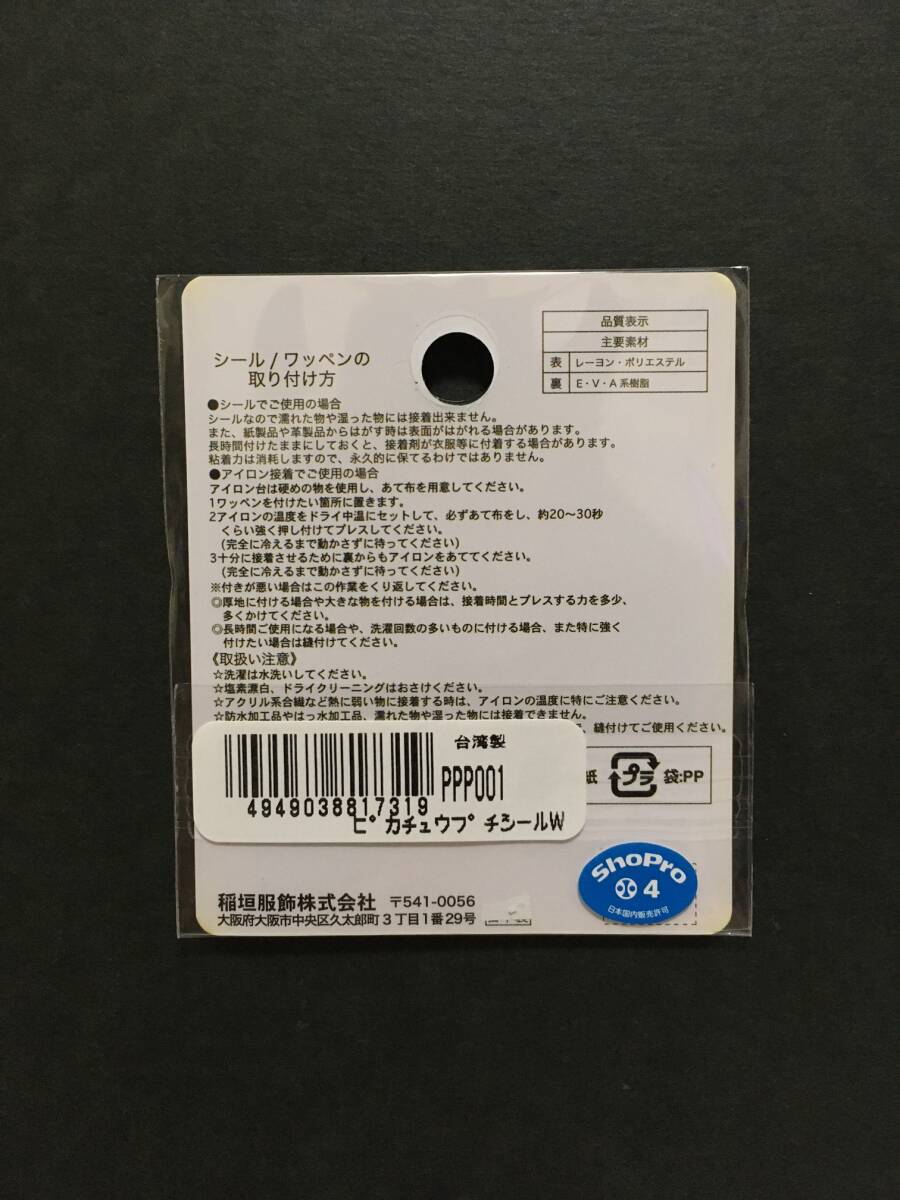 シール/ワッペンの
取り付け方
品質表示
主要素材
表 レーヨン・ポリエステル
裏 E・V・A系樹脂
●シールでご使用の場合
シールなので濡れた物や湿った物には接着出来ません。
また、紙製品や革製品からはがす時は表面がはがれる場合があります。
長時間付けたままにしておくと、接着剤が衣服等に付着する場合があります。
粘着力は消耗しますので、永久的に保てるわけではありません。
●アイロン接着でご使用の場合
アイロン台は硬めの物を使用し、あて布を用意してください。
1ワッペンを付けたい箇所に置きます。
2アイロンの温度をドライ中温にセットして、必ずあて布をし、約20〜30秒
くらい強く押し付けてプレスしてください。
(完全に冷えるまで動かさずに待ってください)
3十分に接着させるために裏からもアイロンをあててください。
(完全に冷えるまで動かさずに待ってください)
※付きが悪い場合はこの作業をくり返してください。
◎厚地に付ける場合や大きな物を付ける場合は、接着時間とプレスする力を多少、
多くかけてください。
◎長時間ご使用になる場合や、洗濯回数の多いものに付ける場合、また特に強く
付けたい場合は縫付けてください。
《取扱い注意》
☆洗濯は水洗いしてください。
☆塩素漂白、ドライクリーニングはおさけください。
☆アクリル系合繊など熱に弱い物に接着する時は、アイロンの温度に特にご注意ください。
☆防水加工品やはっ水加工品、濡れた物や湿った物には接着できません。
、縫付けてご使用ください。
台湾製
PPP001
4949038817319
ピカチュウプチシールW
紙 プラ 袋:PP
ShoPro
4
日本国内販売許可
稲垣服飾株式会社 〒541-0056
大阪府大阪市中央区久太郎町3丁目1番29号